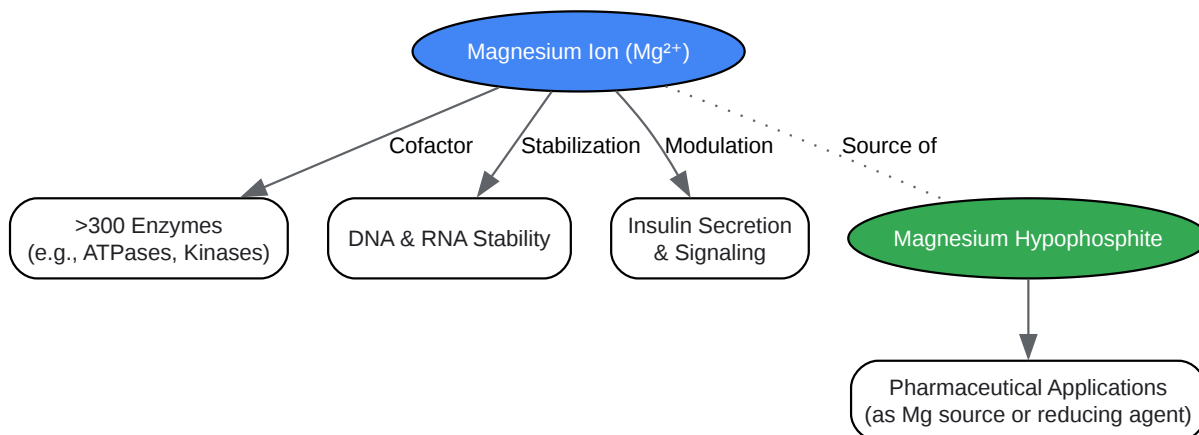 Magnesium Ion (Mg²⁺)
Cofactor
Stabilization
Modulation
Source of
>300 Enzymes
(e.g., ATPases, Kinases)
DNA & RNA Stability
Insulin Secretion
& Signaling
Magnesium Hypophosphite
Pharmaceutical Applications
(as Mg source or reducing agent)